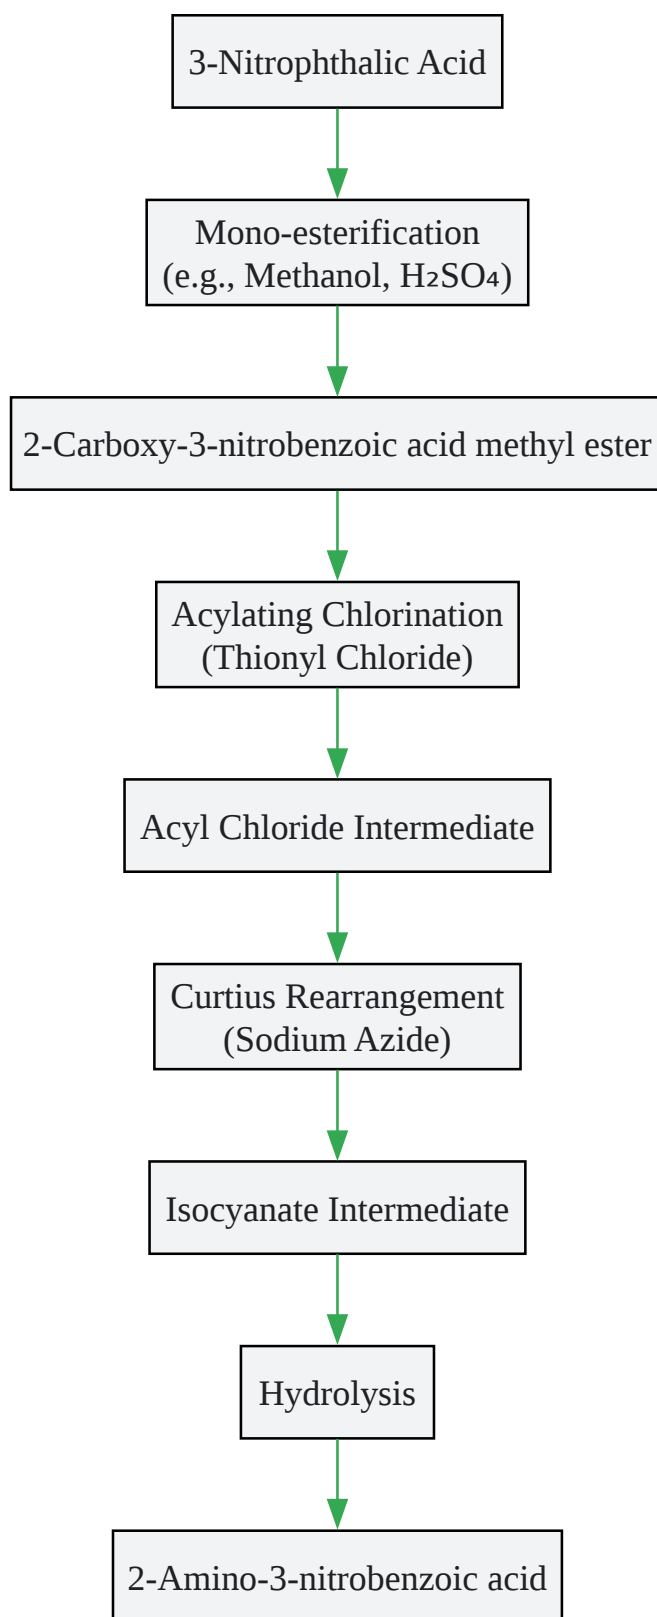 3-Nitrophthalic Acid
Mono-esterification
(e.g., Methanol, H₂SO₄)
2-Carboxy-3-nitrobenzoic acid methyl ester
Acylating Chlorination
(Thionyl Chloride)
Acyl Chloride Intermediate
Curtius Rearrangement
(Sodium Azide)
Isocyanate Intermediate
Hydrolysis
2-Amino-3-nitrobenzoic acid